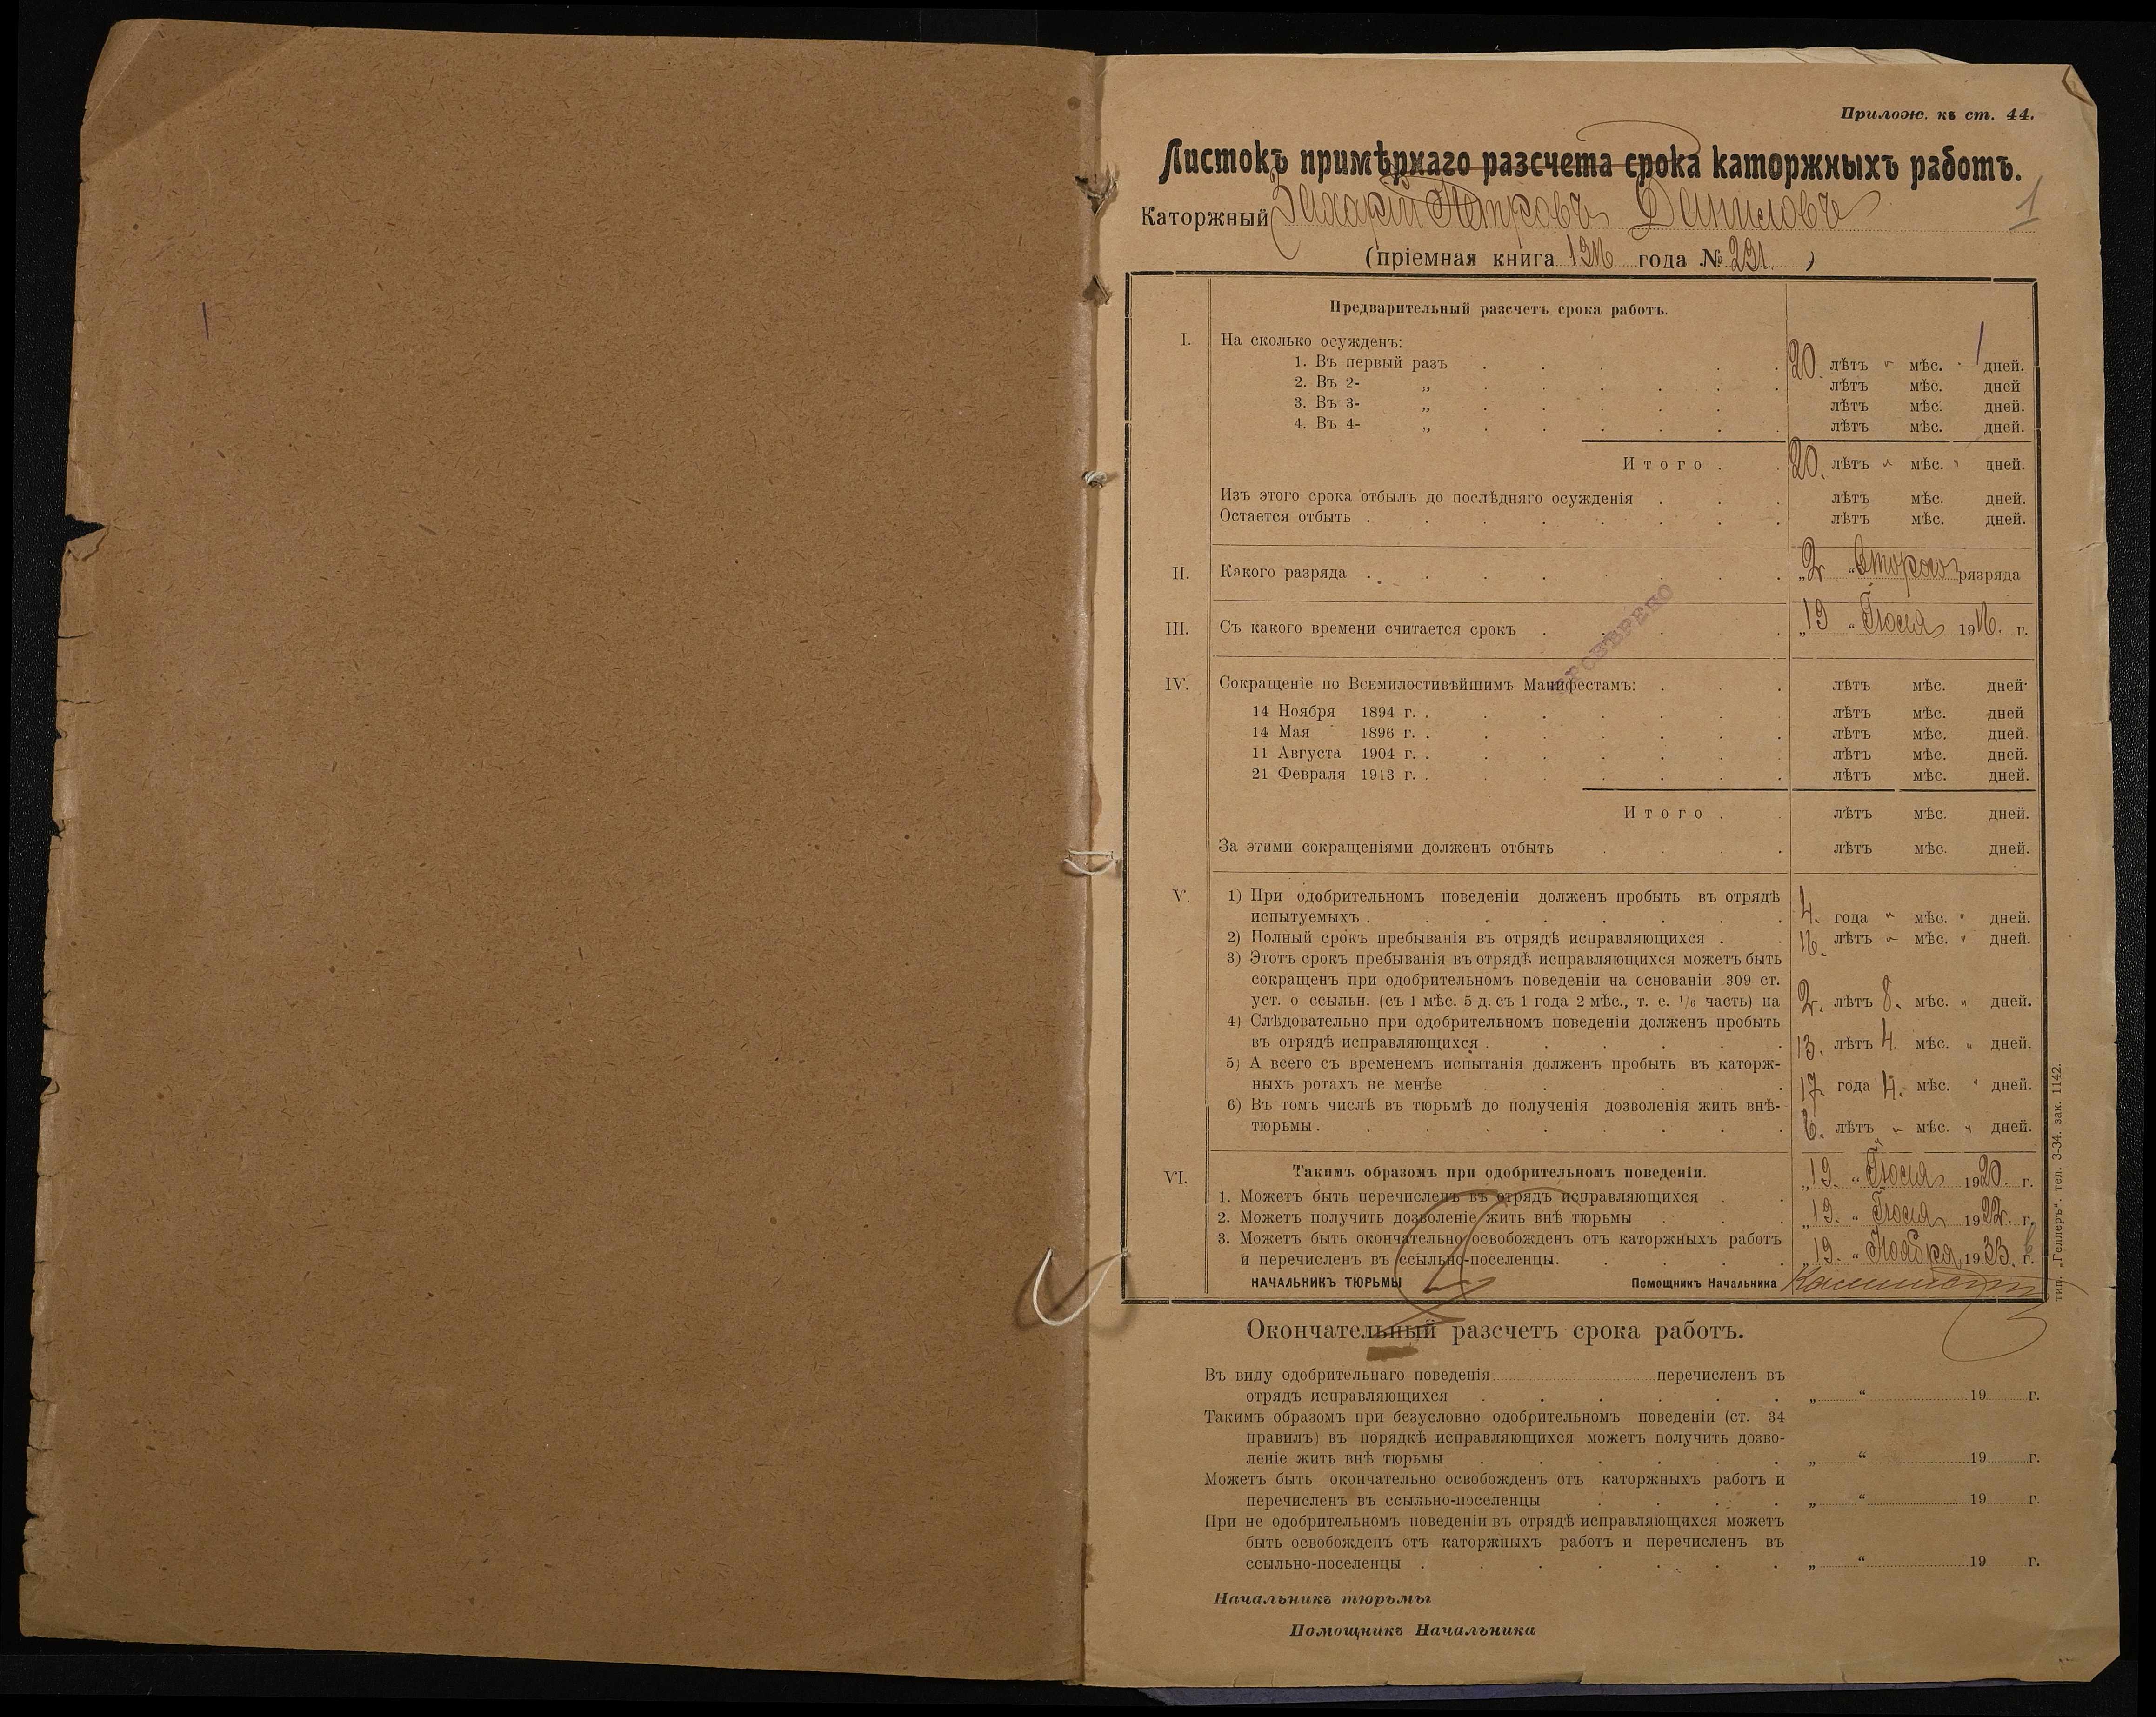 Прилож. къ ст. 44.
Листокъ примѣрнаго разсчета срока каторжныхъ работъ.
1
Каторжный Захарій Петровъ Даниловъ
(пріемная книга 1916 года № 291.)
Предварительный разсчетъ срока работъ.
I. На сколько осужденъ:
1. Въ первый разъ . . . . . 20. лѣтъ " мѣс. " дней.
2. Въ 2- „ . . . . . . лѣтъ мѣс. дней
3. Въ 3- „ . . . . . лѣтъ мѣс. дней.
4. Въ 4- „ . . . . . лѣтъ мѣс. дней.
Итого . . 20. лѣтъ " мѣс. " дней.
Изъ этого срока отбылъ до послѣдняго осужденія . . . лѣтъ мѣс. дней.
Остается отбыть . . . . . . . . лѣтъ мѣс. дней.
II. Какого разряда . . . . . . . . „2 “ Второго разряда
III. Съ какого времени считается срокъ . . . . „19 “ Іюля 1916. г.
ПРОВѢРЕНО
IV. Сокращеніе по Всемилостивѣйшимъ Манифестамъ: . . . лѣтъ мѣс. дней
14 Ноября 1894 г. . . . . . . . лѣтъ мѣс. дней
14 Мая 1896 г. . . . . . . . лѣтъ мѣс. дней.
11 Августа 1904 г. . . . . . . . лѣтъ мѣс. дней.
21 Февраля 1913 г. . . . . . . . лѣтъ мѣс. дней.
Итого . . лѣтъ мѣс. дней.
За этими сокращеніями долженъ отбыть . . . . лѣтъ мѣс. дней.
V. 1) При одобрительномъ поведеніи долженъ пробыть въ отрядѣ
испытуемыхъ . . . . . . . . 4. года " мѣс. " дней.
2) Полный срокъ пребыванія въ отрядѣ исправляющихся . . 16. лѣтъ " мѣс. " дней.
3) Этотъ срокъ пребыванія въ отрядѣ исправляющихся можетъ быть
сокращенъ при одобрительномъ поведеніи на основаніи 309 ст.
уст. о ссыльн. (съ 1 мѣс. 5 д. съ 1 года 2 мѣс., т. е. 1/6 часть) на 2. лѣтъ 8. мѣс. " дней.
4) Слѣдовательно при одобрительномъ поведеніи долженъ пробыть
въ отрядѣ исправляющихся . . . . . . 13. лѣтъ 4. мѣс. " дней.
5) А всего съ временемъ испытанія долженъ пробыть въ каторж-
ныхъ ротахъ не менѣе . . . . . . 17 года 4. мѣс. " дней.
6) Въ томъ числѣ въ тюрьмѣ до полученія дозволенія жить внѣ-
тюрьмы . . . . . . . . . 6. лѣтъ " мѣс. " дней.
VI. Такимъ образомъ при одобрительномъ поведеніи.
1. Можетъ быть перечисленъ въ отрядъ исправляющихся . . „19. “ Іюля 1920. г.
2. Можетъ получить дозволеніе жить внѣ тюрьмы . . . „19. “ Іюля 1922. г.
3. Можетъ быть окончательно освобожденъ отъ каторжныхъ работъ
и перечисленъ въ ссыльно-поселенцы. . . . . „19. “ Ноября 1933. г.
НАЧАЛЬНИКЪ ТЮРЬМЫ Помощникъ Начальника
тип. „Геллеръ“. тел. 3-34. зак. 1142.
Окончательный разсчетъ срока работъ.
Въ виду одобрительнаго поведенія перечисленъ въ
отрядъ исправляющихся . . . . . . „ “ 19 г.
Такимъ образомъ при безусловно одобрительномъ поведеніи (ст. 34
правилъ) въ порядкѣ исправляющихся можетъ получить дозво-
леніе жить внѣ тюрьмы . . . . . . „ “ 19 г.
Можетъ быть окончательно освобожденъ отъ каторжныхъ работъ и
перечисленъ въ ссыльно-поселенцы . . . . „ “ 19 г.
При не одобрительномъ поведеніи въ отрядѣ исправляющихся можетъ
быть освобожденъ отъ каторжныхъ работъ и перечисленъ въ
ссыльно-поселенцы . . . . . . . „ “ 19 г.
Начальникъ тюрьмы
Помощникъ Начальника